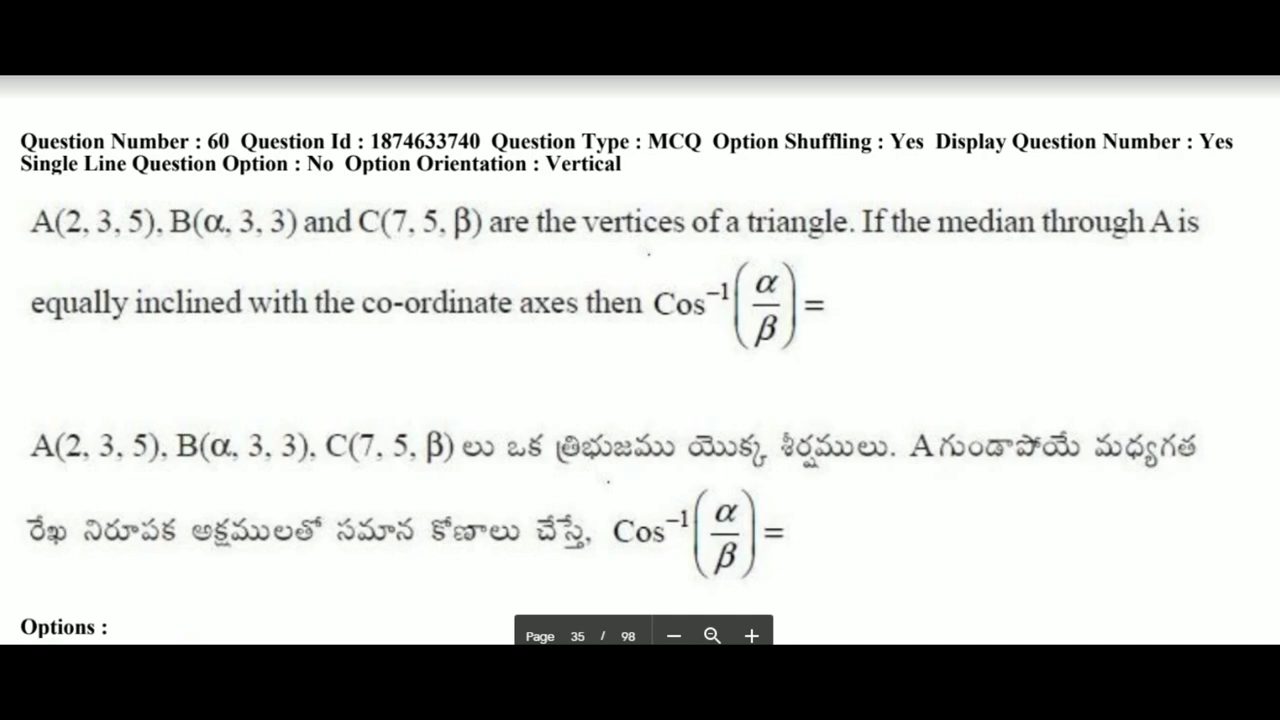 Question Number : 60 Question Id : 1874633740 Question Type : MCQ Option Shuffling : Yes Display Question Number : Yes
Single Line Question Option : No Option Orientation : Vertical
A(2, 3, 5), B(α, 3, 3) and C(7, 5, β) are the vertices of a triangle. If the median through A is
equally inclined with the co-ordinate axes then Cos⁻¹(α/β) =
A(2, 3, 5), B(α, 3, 3), C(7, 5, β) లు ఒక త్రిభుజము యొక్క శీర్షములు. A గుండాపోయే మధ్యగత
రేఖ నిరూపక అక్షములతో సమాన కోణాలు చేస్తే, Cos⁻¹(α/β) =
Options :
Page 35 / 98